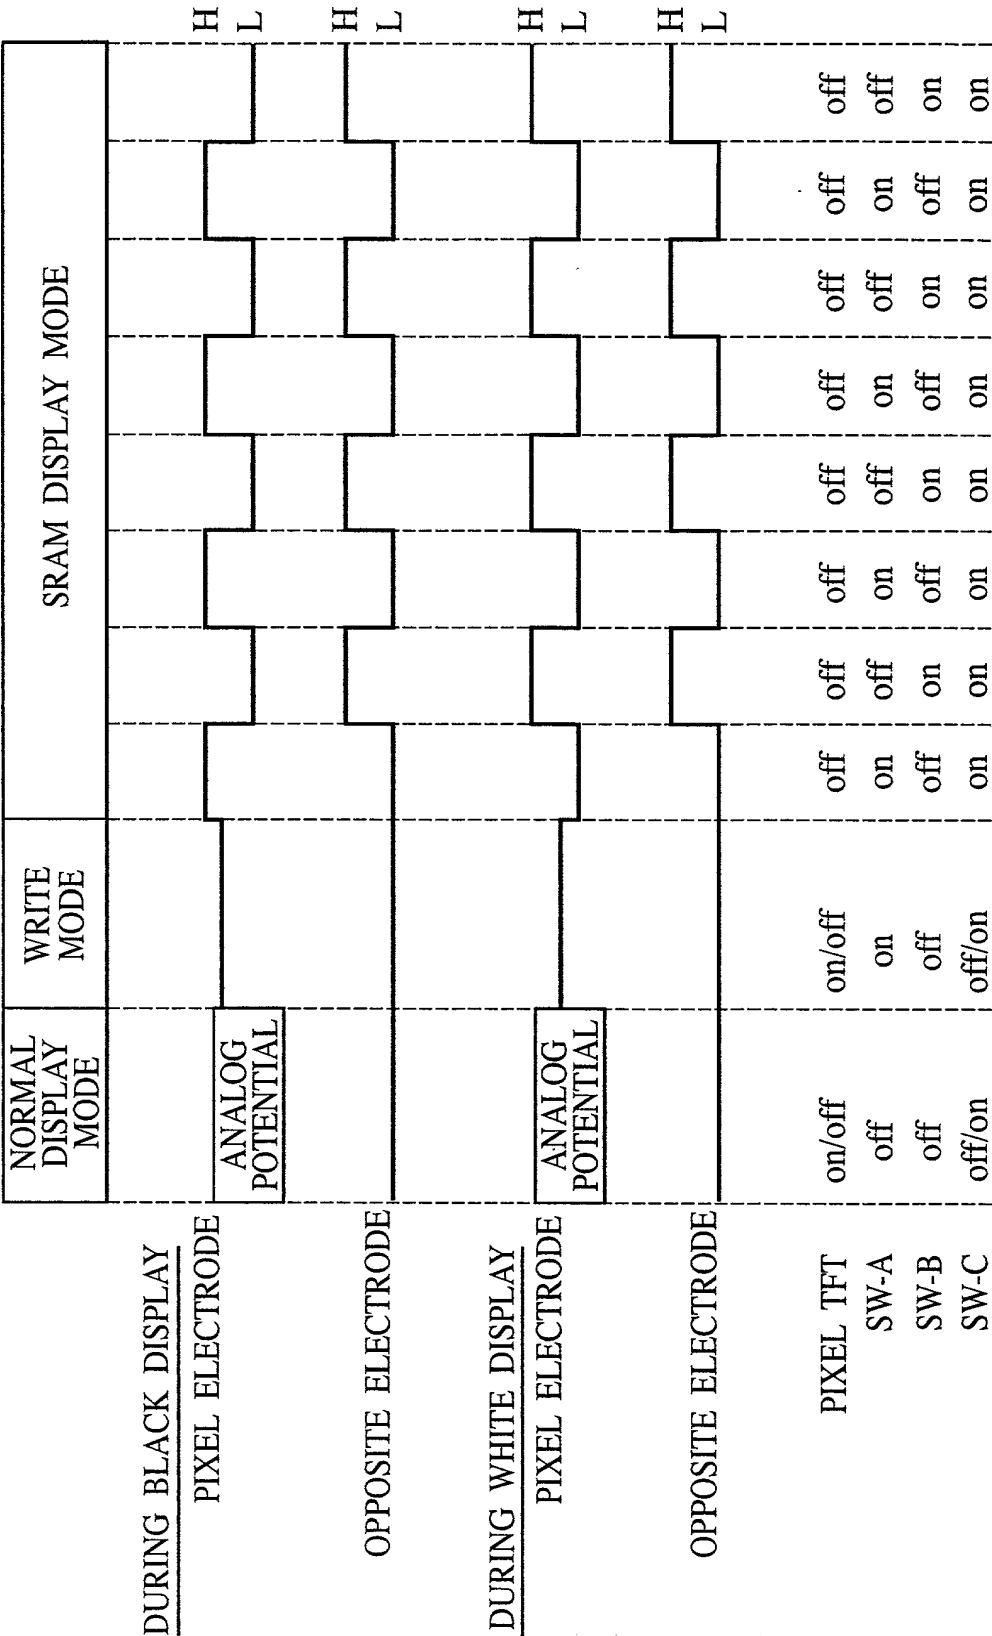 NORMAL
DISPLAY
MODE
WRITE
MODE
SRAM DISPLAY MODE
DURING BLACK DISPLAY
PIXEL ELECTRODE
ANALOG
POTENTIAL
H
L
OPPOSITE ELECTRODE
H
L
DURING WHITE DISPLAY
PIXEL ELECTRODE
ANALOG
POTENTIAL
H
L
OPPOSITE ELECTRODE
H
L
PIXEL TFT on/off on/off off off off off off off off off
SW-A off on on off on off on off on off
SW-B off off off on off on off on off on
SW-C off/on off/on on on on on on on on on